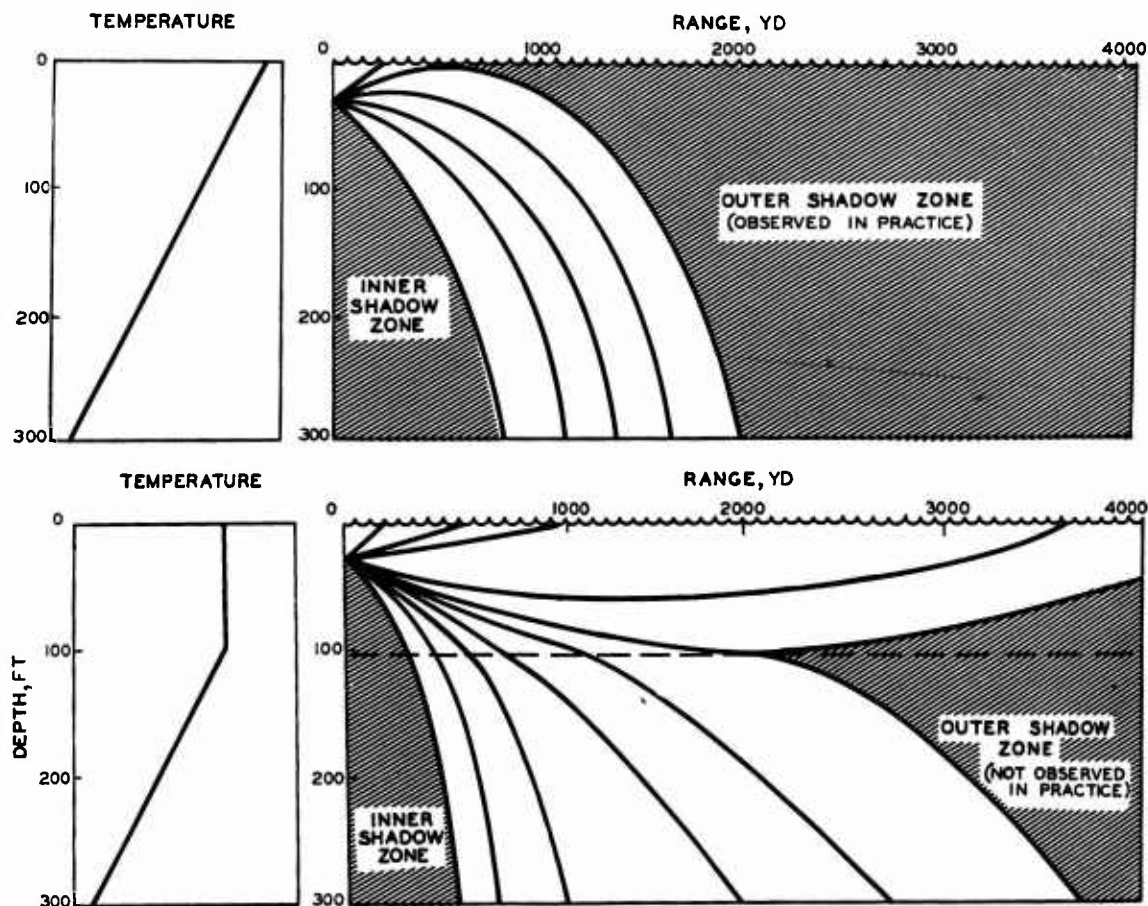 TEMPERATURE
RANGE, YD
0 1000 2000 3000 4000
0
100
200
300
100
200
300
OUTER SHADOW ZONE
(OBSERVED IN PRACTICE)
INNER
SHADOW
ZONE
TEMPERATURE
RANGE, YD
0 1000 2000 3000 4000
DEPTH, FT
0
100
200
300
100
200
300
OUTER SHADOW
ZONE
(NOT OBSERVED
IN PRACTICE)
INNER
SHADOW
ZONE